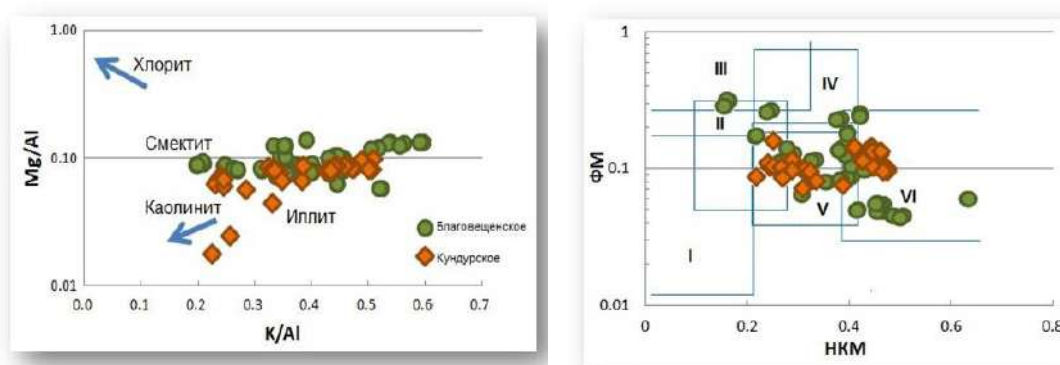 1.00
0.10
0.01
Mg/Al
Хлорит
Смектит
Каолинит
Иллит
Благовещенское
Кундурское
0.0 0.1 0.2 0.3 0.4 0.5 0.6 0.7
K/Al
1
0.1
0.01
ФМ
III
IV
II
V
VI
I
0 0.2 0.4 0.6 0.8
НКМ